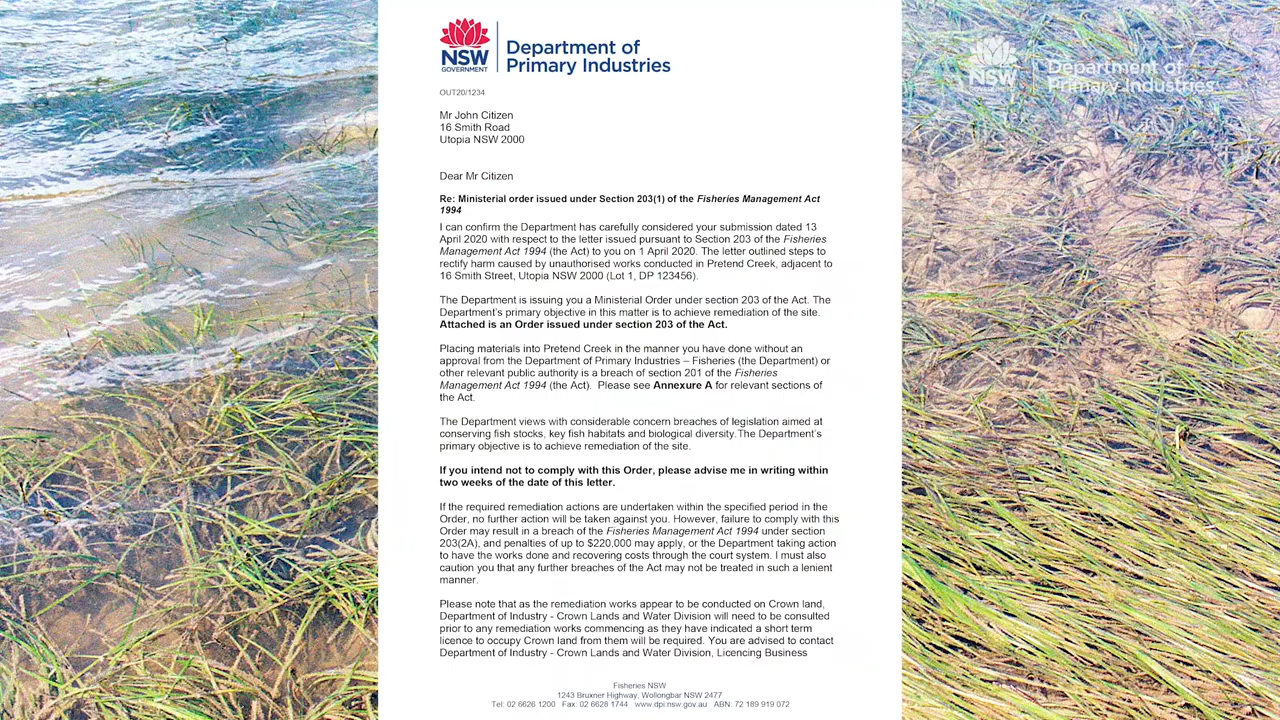 NSW
GOVERNMENT
Department of
Primary Industries
NSW
GOVERNMENT
Department of
Primary Industries
OUT20/1234
Mr John Citizen
16 Smith Road
Utopia NSW 2000
Dear Mr Citizen
Re: Ministerial order issued under Section 203(1) of the Fisheries Management Act
1994
I can confirm the Department has carefully considered your submission dated 13
April 2020 with respect to the letter issued pursuant to Section 203 of the Fisheries
Management Act 1994 (the Act) to you on 1 April 2020. The letter outlined steps to
rectify harm caused by unauthorised works conducted in Pretend Creek, adjacent to
16 Smith Street, Utopia NSW 2000 (Lot 1, DP 123456).
The Department is issuing you a Ministerial Order under section 203 of the Act. The
Department's primary objective in this matter is to achieve remediation of the site.
Attached is an Order issued under section 203 of the Act.
Placing materials into Pretend Creek in the manner you have done without an
approval from the Department of Primary Industries – Fisheries (the Department) or
other relevant public authority is a breach of section 201 of the Fisheries
Management Act 1994 (the Act). Please see Annexure A for relevant sections of
the Act.
The Department views with considerable concern breaches of legislation aimed at
conserving fish stocks, key fish habitats and biological diversity.The Department's
primary objective is to achieve remediation of the site.
If you intend not to comply with this Order, please advise me in writing within
two weeks of the date of this letter.
If the required remediation actions are undertaken within the specified period in the
Order, no further action will be taken against you. However, failure to comply with this
Order may result in a breach of the Fisheries Management Act 1994 under section
203(2A), and penalties of up to $220,000 may apply, or the Department taking action
to have the works done and recovering costs through the court system. I must also
caution you that any further breaches of the Act may not be treated in such a lenient
manner.
Please note that as the remediation works appear to be conducted on Crown land,
Department of Industry - Crown Lands and Water Division will need to be consulted
prior to any remediation works commencing as they have indicated a short term
licence to occupy Crown land from them will be required. You are advised to contact
Department of Industry - Crown Lands and Water Division, Licencing Business
Fisheries NSW
1243 Bruxner Highway, Wollongbar NSW 2477
Tel: 02 6626 1200 Fax: 02 6628 1744 www.dpi.nsw.gov.au ABN: 72 189 919 072